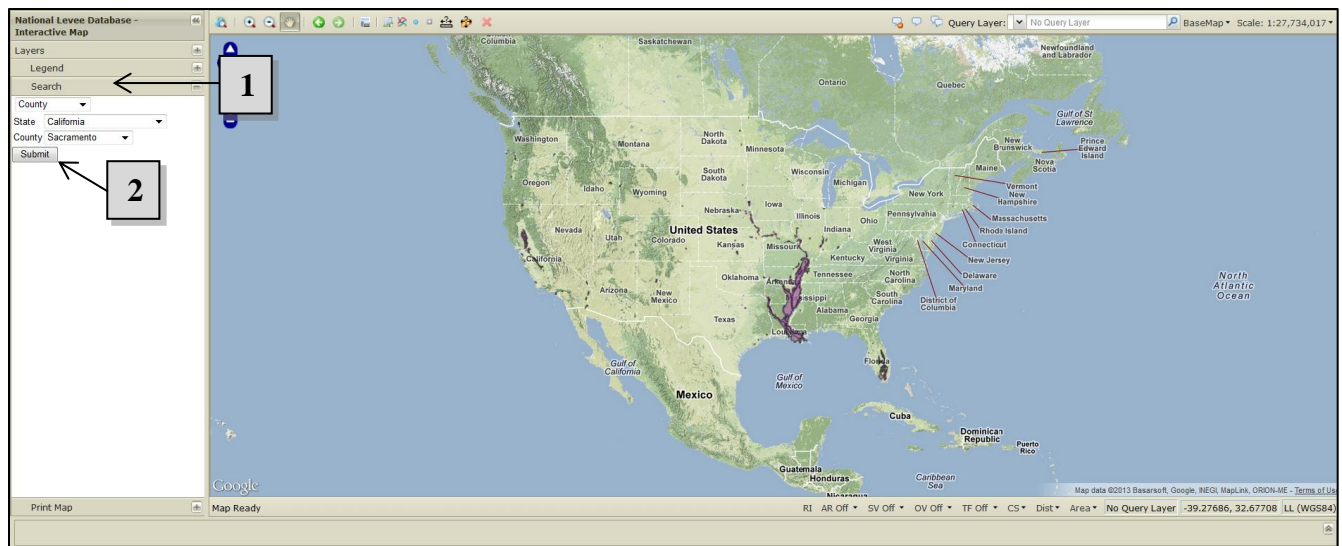 National Levee Database - Interactive Map
Query Layer: No Query Layer BaseMap Scale: 1:27,734,017
Layers
Legend
Search
County
State California
County Sacramento
Submit
1
2
Columbia
Saskatchewan
Newfoundland and Labrador
Ontario
Quebec
Gulf of St Lawrence
Washington
Montana
North Dakota
Minnesota
New Brunswick
Prince Edward Island
Nova Scotia
Maine
South Dakota
Wisconsin
Michigan
Oregon
Idaho
Wyoming
New York
Vermont
New Hampshire
Massachusetts
Rhode Island
Connecticut
Nebraska
Iowa
Illinois
Indiana
Ohio
Pennsylvania
Nevada
Utah
Colorado
United States
Kansas
Missouri
West Virginia
Virginia
Kentucky
New Jersey
Delaware
Maryland
District of Columbia
California
Oklahoma
Tennessee
North Carolina
North Atlantic Ocean
Arizona
New Mexico
South Carolina
Alabama
Georgia
Texas
Florida
Gulf of California
Gulf of Mexico
Mexico
Cuba
Dominican Republic
Puerto Rico
Guatemala
Honduras
Nicaragua
Caribbean Sea
Google
Map data ©2013 Basarsoft, Google, INEGI, MapLink, ORION-ME - Terms of Us
Print Map
Map Ready
RI AR Off SV Off OV Off TF Off CS Dist Area No Query Layer -39.27686, 32.67708 LL (WGS84)